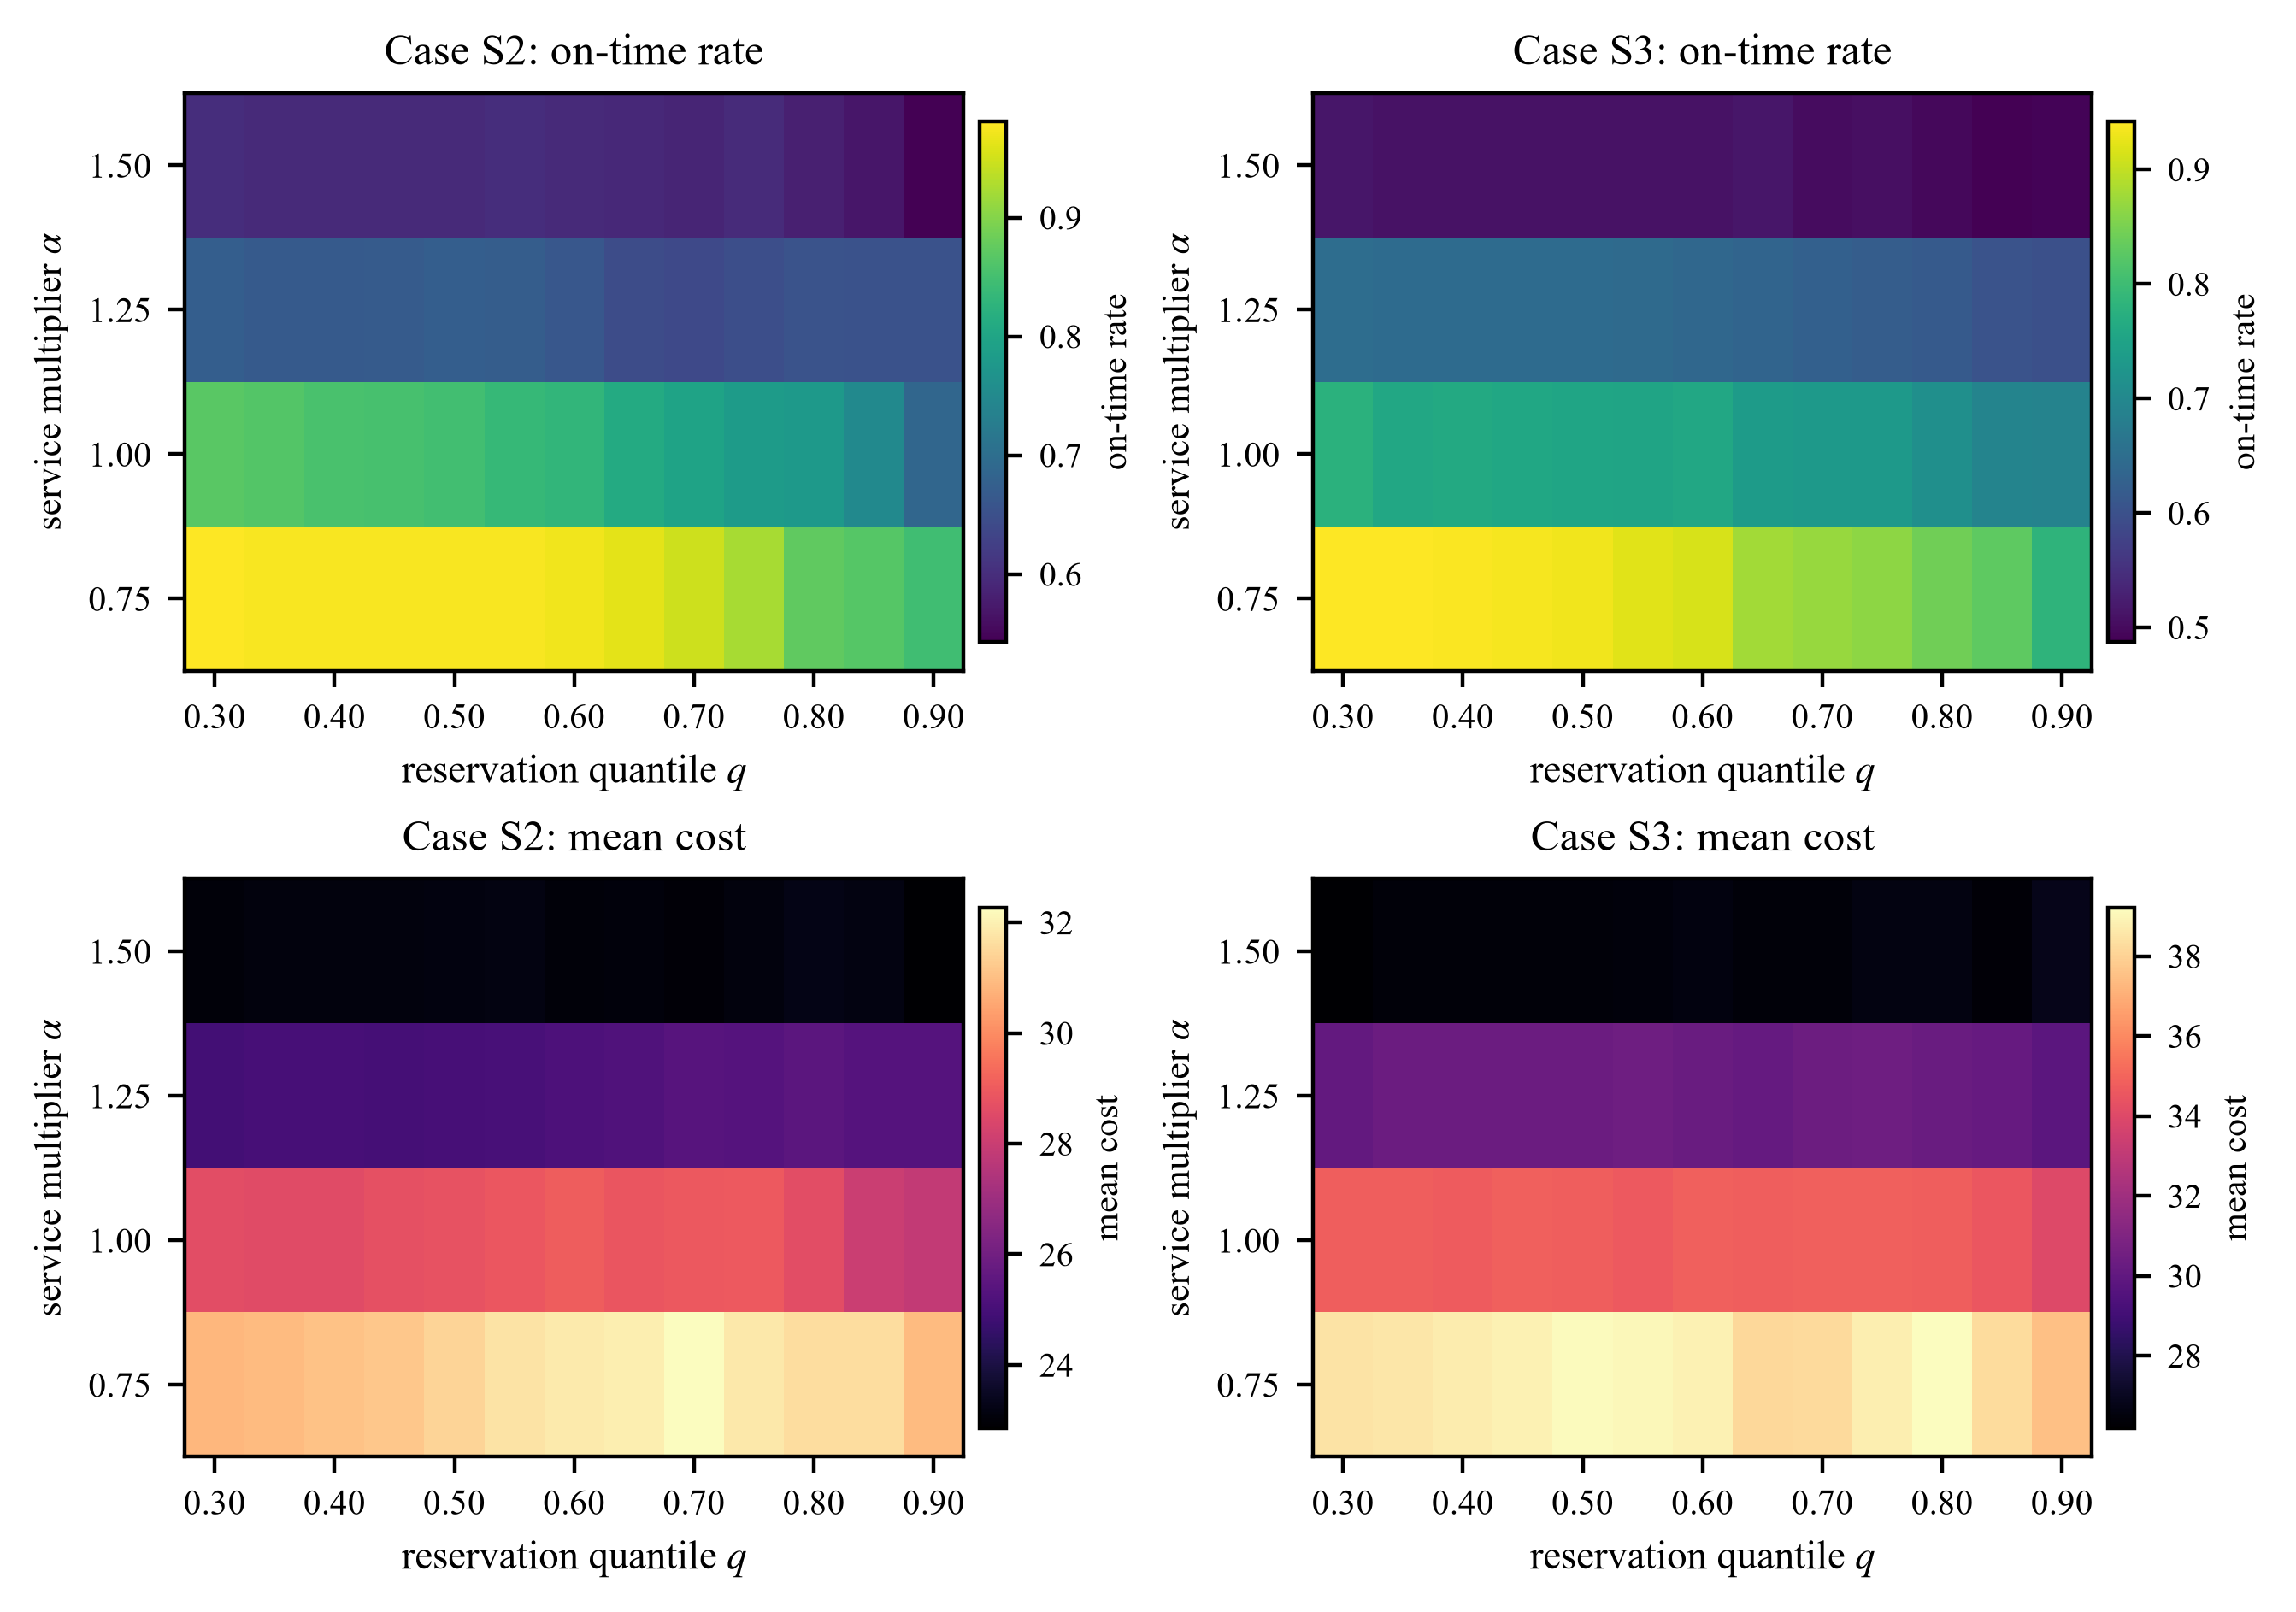 Case S2: on-time rate
service multiplier α
1.50
1.25
1.00
0.75
0.30 0.40 0.50 0.60 0.70 0.80 0.90
reservation quantile q
0.9
0.8
0.7
0.6
on-time rate
Case S3: on-time rate
service multiplier α
1.50
1.25
1.00
0.75
0.30 0.40 0.50 0.60 0.70 0.80 0.90
reservation quantile q
0.9
0.8
0.7
0.6
0.5
on-time rate
Case S2: mean cost
service multiplier α
1.50
1.25
1.00
0.75
0.30 0.40 0.50 0.60 0.70 0.80 0.90
reservation quantile q
32
30
28
26
24
mean cost
Case S3: mean cost
service multiplier α
1.50
1.25
1.00
0.75
0.30 0.40 0.50 0.60 0.70 0.80 0.90
reservation quantile q
38
36
34
32
30
28
mean cost